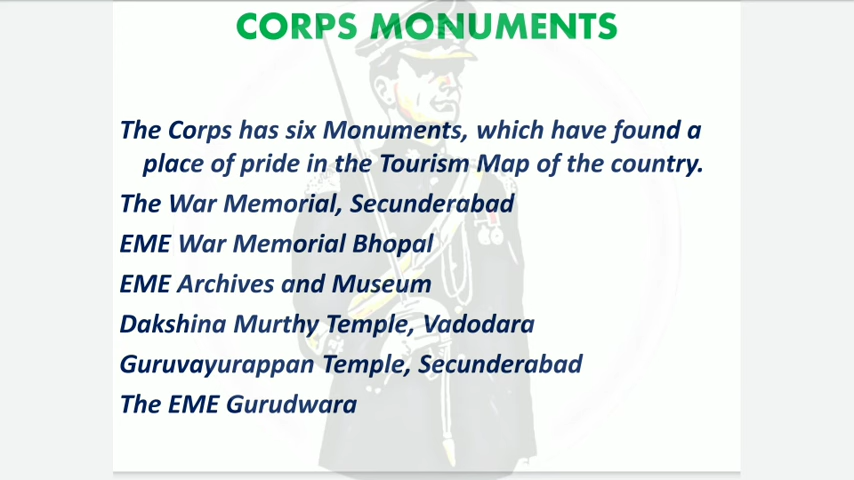 CORPS MONUMENTS
The Corps has six Monuments, which have found a
place of pride in the Tourism Map of the country.
The War Memorial, Secunderabad
EME War Memorial Bhopal
EME Archives and Museum
Dakshina Murthy Temple, Vadodara
Guruvayurappan Temple, Secunderabad
The EME Gurudwara